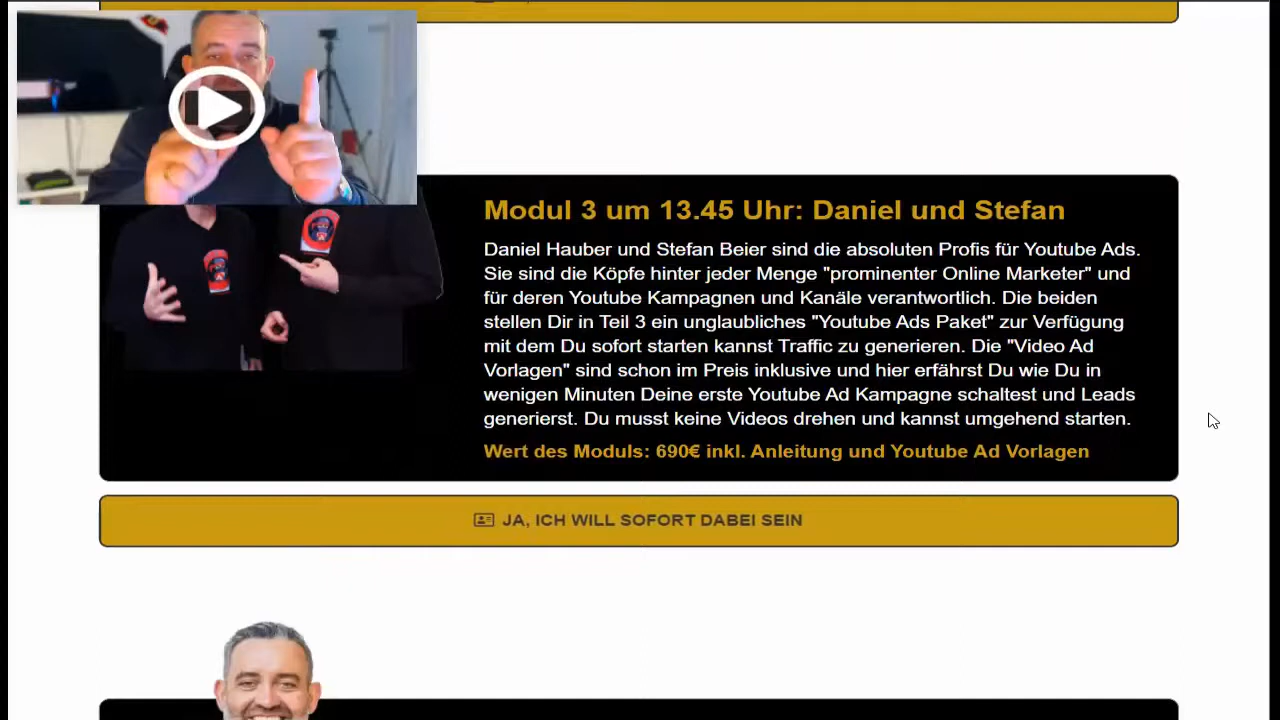 Modul 3 um 13.45 Uhr: Daniel und Stefan
Daniel Hauber und Stefan Beier sind die absoluten Profis für Youtube Ads.
Sie sind die Köpfe hinter jeder Menge "prominenter Online Marketer" und
für deren Youtube Kampagnen und Kanäle verantwortlich. Die beiden
stellen Dir in Teil 3 ein unglaubliches "Youtube Ads Paket" zur Verfügung
mit dem Du sofort starten kannst Traffic zu generieren. Die "Video Ad
Vorlagen" sind schon im Preis inklusive und hier erfährst Du wie Du in
wenigen Minuten Deine erste Youtube Ad Kampagne schaltest und Leads
generierst. Du musst keine Videos drehen und kannst umgehend starten.
Wert des Moduls: 690€ inkl. Anleitung und Youtube Ad Vorlagen
JA, ICH WILL SOFORT DABEI SEIN